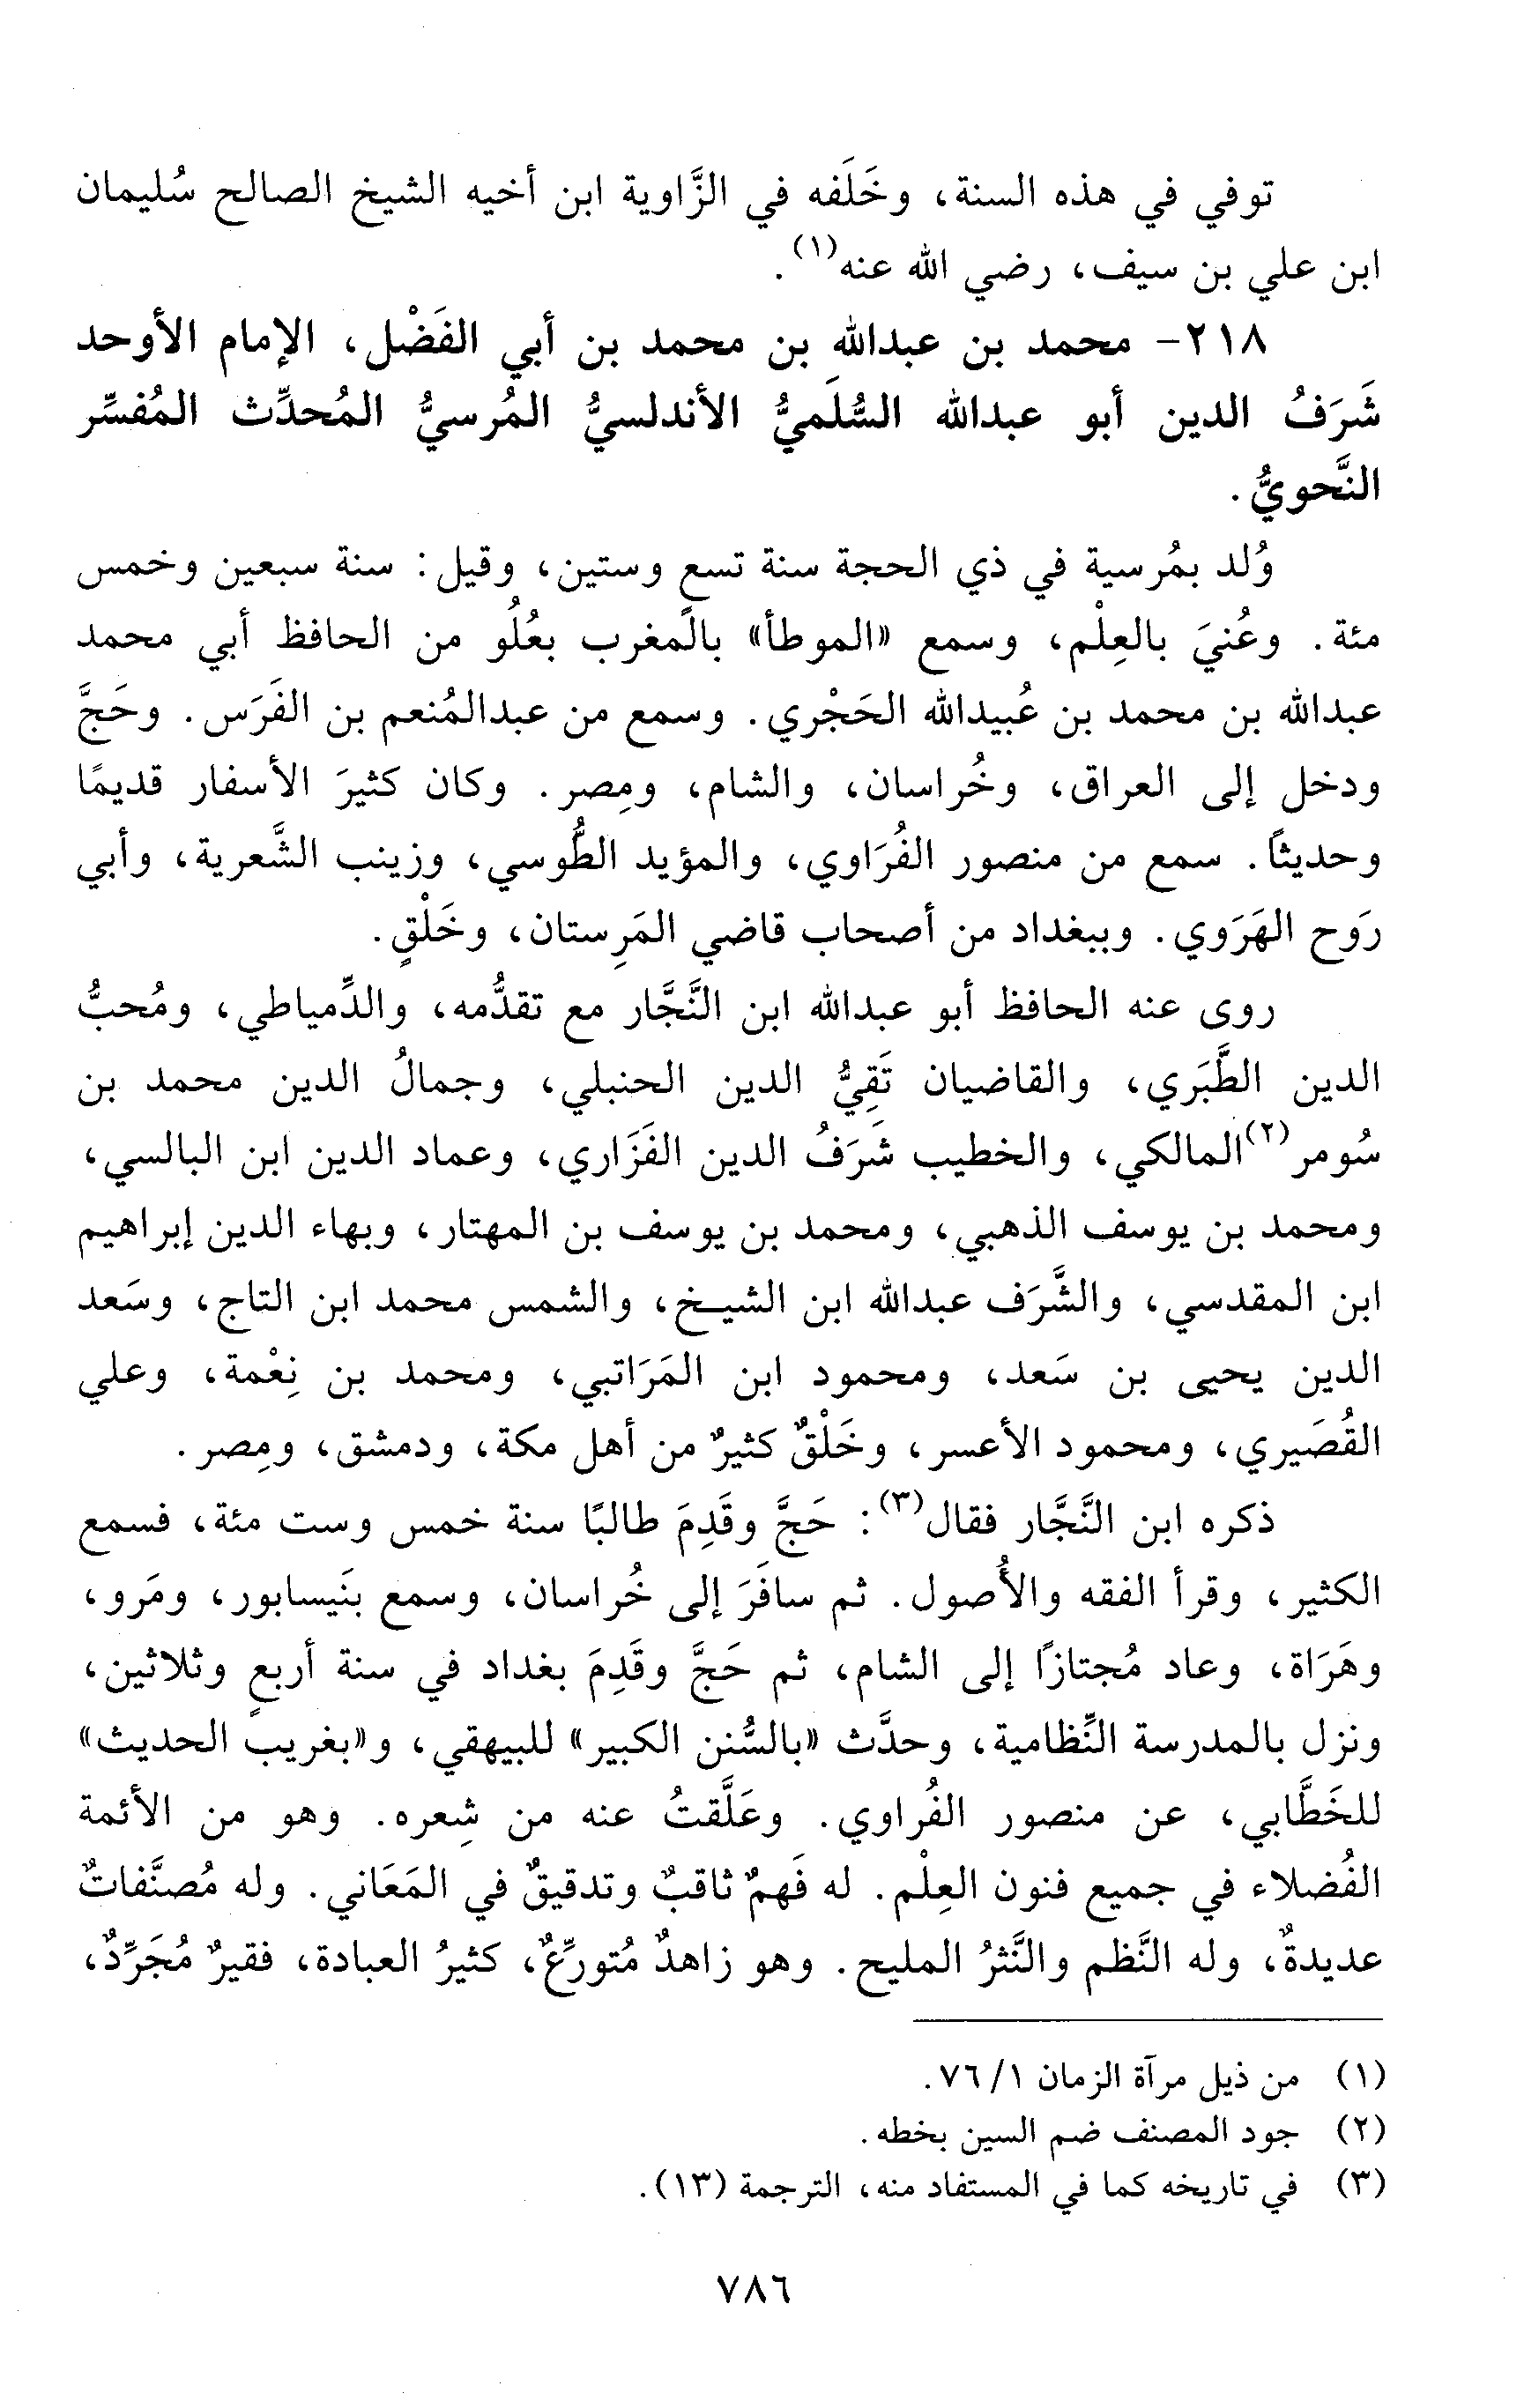 توفي في هذه السنة، وخَلَفه في الزَّاوية ابن أخيه الشيخ الصالح سُليمان
ابن علي بن سيف، رضي الله عنه(١).
٢١٨- محمد بن عبدالله بن محمد بن أبي الفَضْل، الإمام الأوحد
شَرَفُ الدين أبو عبدالله السُّلَميُّ الأندلسيُّ المُرسيُّ المُحدِّث المُفسِّر
النَّحويُّ.
وُلد بمُرسية في ذي الحجة سنة تسع وستين، وقيل: سنة سبعين وخمس
مئة. وعُنيَ بالعِلْم، وسمع «الموطأ» بالمغرب بعُلُو من الحافظ أبي محمد
عبدالله بن محمد بن عُبيدالله الحَجْري. وسمع من عبدالمُنعم بن الفَرَس. وحَجَّ
ودخل إلى العراق، وخُراسان، والشام، ومِصر. وكان كثيرَ الأسفار قديمًا
وحديثًا. سمع من منصور الفُرَاوي، والمؤيد الطُّوسي، وزينب الشَّعرية، وأبي
رَوح الهَرَوي. وببغداد من أصحاب قاضي المَرِستان، وخَلْقٍ.
روى عنه الحافظ أبو عبدالله ابن النَّجَّار مع تقدُّمه، والدِّمياطي، ومُحبُّ
الدين الطَّبَري، والقاضيان تَقِيُّ الدين الحنبلي، وجمالُ الدين محمد بن
سُومر(٢) المالكي، والخطيب شَرَفُ الدين الفَزَاري، وعماد الدين ابن البالسي،
ومحمد بن يوسف الذهبي، ومحمد بن يوسف بن المهتار، وبهاء الدين إبراهيم
ابن المقدسي، والشَّرَف عبدالله ابن الشيخ، والشمس محمد ابن التاج، وسَعد
الدين يحيى بن سَعد، ومحمود ابن المَرَاتبي، ومحمد بن نِعْمة، وعلي
القُصَيري، ومحمود الأعسر، وخَلْقٌ كثيرٌ من أهل مكة، ودمشق، ومِصر.
ذكره ابن النَّجَّار فقال(٣): حَجَّ وقَدِمَ طالبًا سنة خمس وست مئة، فسمع
الكثير، وقرأ الفقه والأُصول. ثم سافَرَ إلى خُراسان، وسمع بنَيسابور، ومَرو،
وهَرَاة، وعاد مُجتازًا إلى الشام، ثم حَجَّ وقَدِمَ بغداد في سنة أربعٍ وثلاثين،
ونزل بالمدرسة النِّظامية، وحدَّث «بالسُّنن الكبير» للبيهقي، و«بغريب الحديث»
للخَطَّابي، عن منصور الفُراوي. وعَلَّقتُ عنه من شِعره. وهو من الأئمة
الفُضلاء في جميع فنون العِلْم. له فَهمٌ ثاقبٌ وتدقيقٌ في المَعَاني. وله مُصنَّفاتٌ
عديدةٌ، وله النَّظم والنَّثرُ المليح. وهو زاهدٌ مُتورِّعٌ، كثيرُ العبادة، فقيرٌ مُجَرِّدٌ،
(١) من ذيل مرآة الزمان ١/ ٧٦.
(٢) جود المصنف ضم السين بخطه.
(٣) في تاريخه كما في المستفاد منه، الترجمة (١٣).
٧٨٦